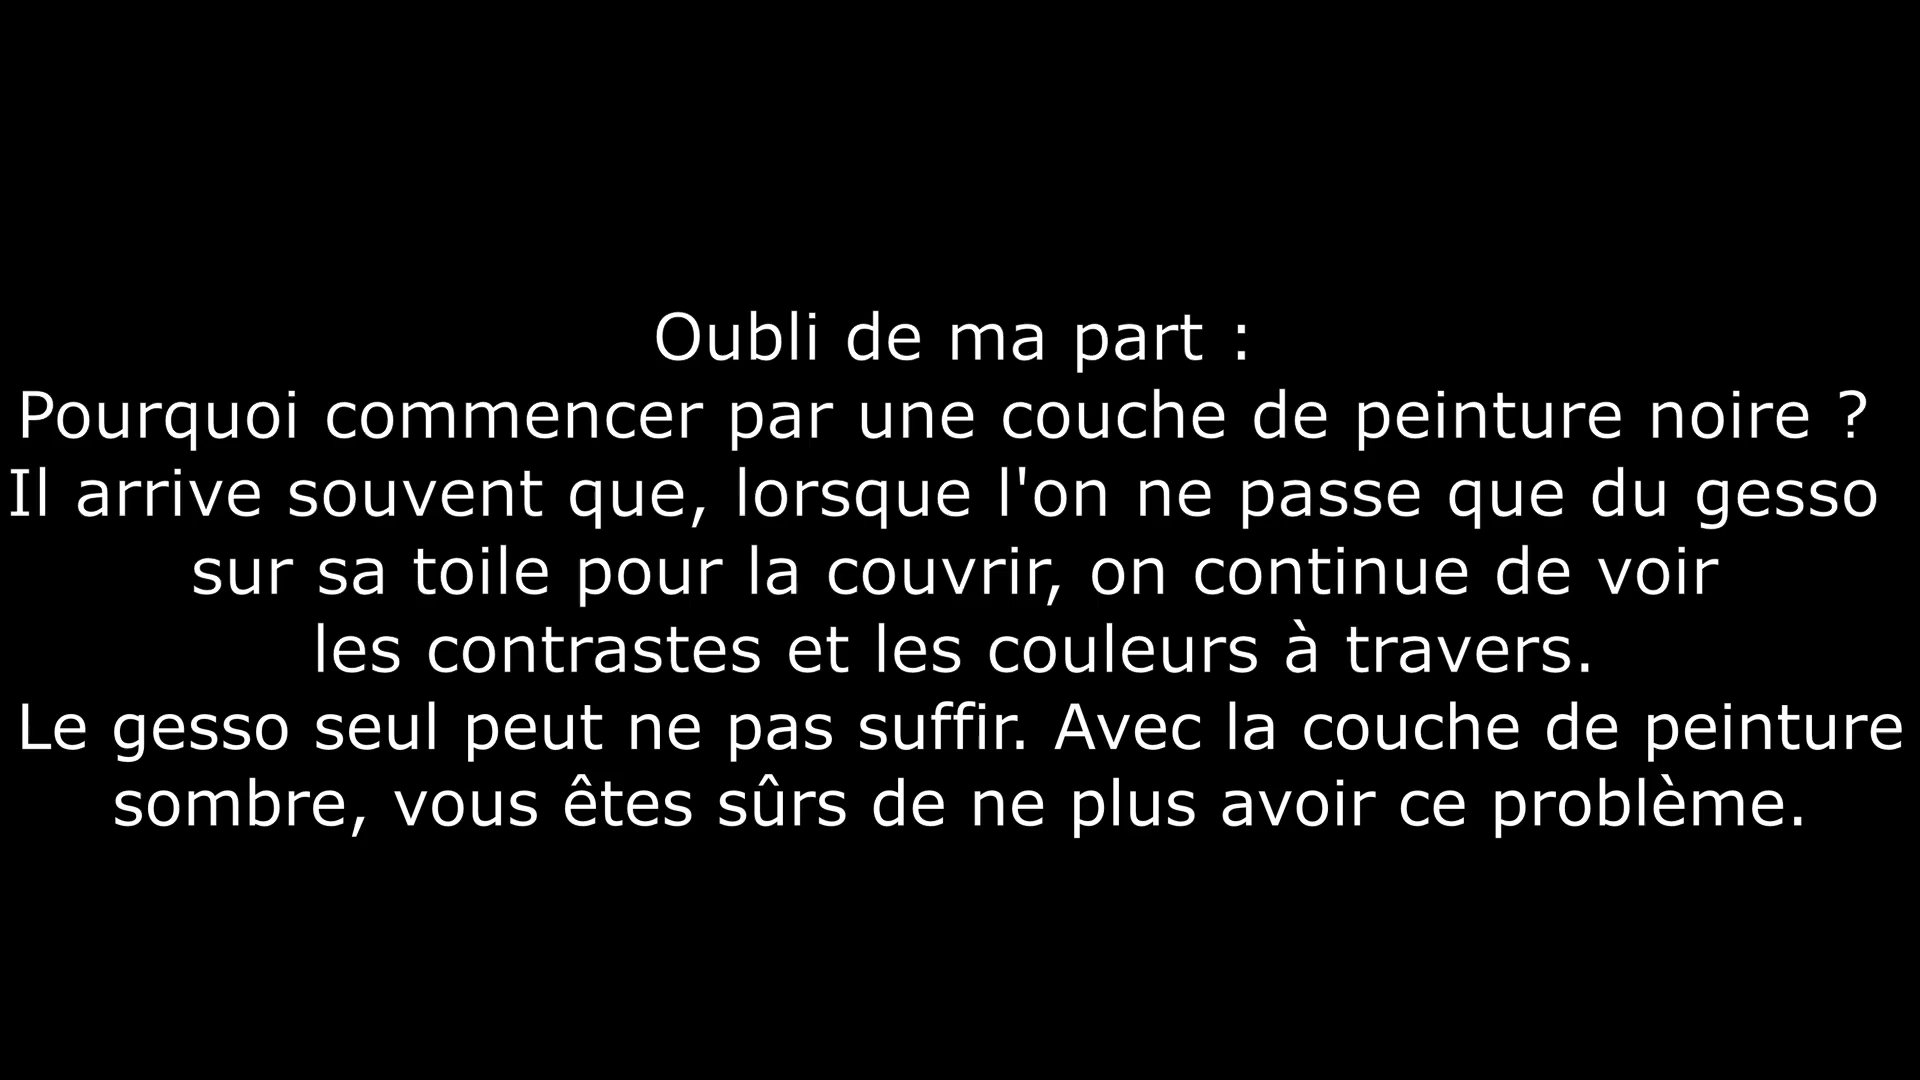 Oubli de ma part :
Pourquoi commencer par une couche de peinture noire ?
Il arrive souvent que, lorsque l'on ne passe que du gesso
sur sa toile pour la couvrir, on continue de voir
les contrastes et les couleurs à travers.
Le gesso seul peut ne pas suffir. Avec la couche de peinture
sombre, vous êtes sûrs de ne plus avoir ce problème.